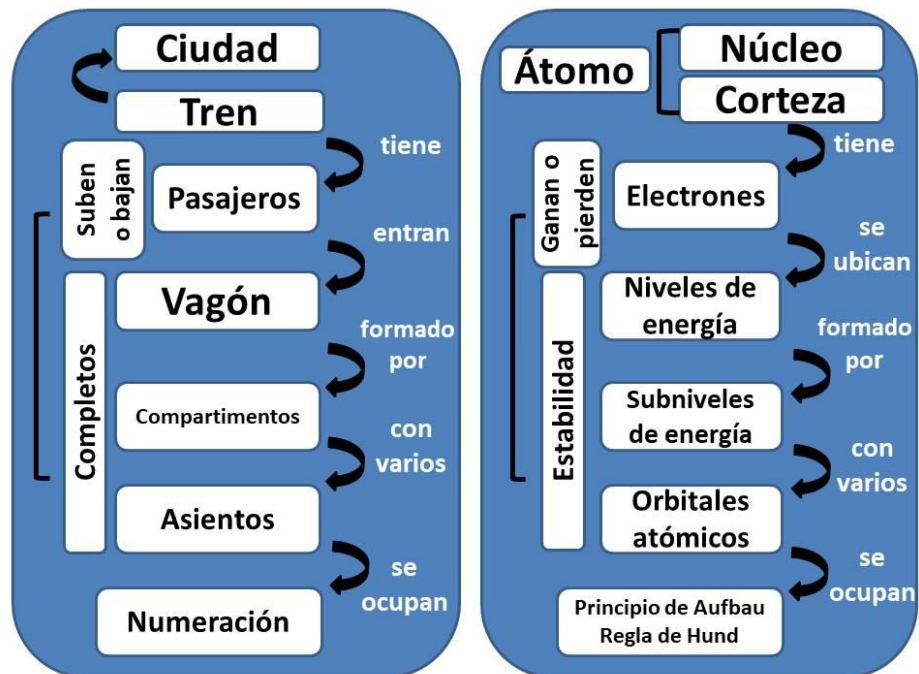 Ciudad
Tren
tiene
Suben
o bajan
Pasajeros
entran
Vagón
formado
por
Completos
Compartimentos
con
varios
Asientos
se
ocupan
Numeración
Átomo
Núcleo
Corteza
tiene
Ganan o
pierden
Electrones
se
ubican
Niveles de
energía
formado
por
Estabilidad
Subniveles
de energía
con
varios
Orbitales
atómicos
se
ocupan
Principio de Aufbau
Regla de Hund